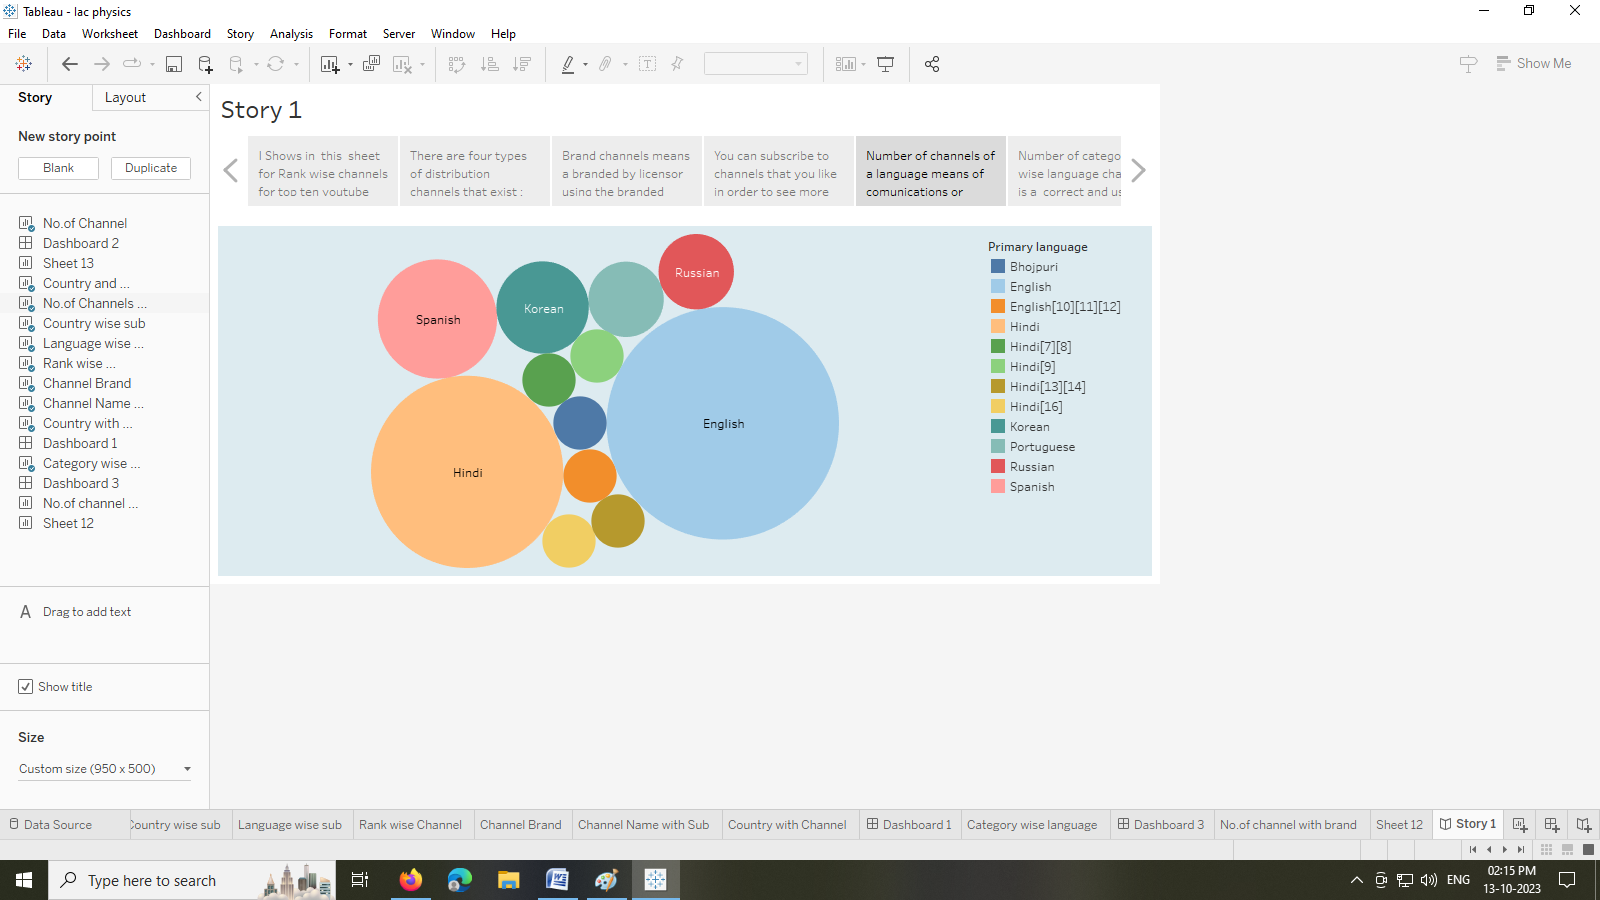 Tableau - lac physics
File Data Worksheet Dashboard Story Analysis Format Server Window Help
Show Me
Story Layout
New story point
Blank Duplicate
No.of Channel
Dashboard 2
Sheet 13
Country and ...
No.of Channels ...
Country wise sub
Language wise ...
Rank wise ...
Channel Brand
Channel Name ...
Country with ...
Dashboard 1
Category wise ...
Dashboard 3
No.of channel ...
Sheet 12
A Drag to add text
Show title
Size
Custom size (950 x 500)
Story 1
I Shows in this sheet
for Rank wise channels
for top ten youtube
There are four types
of distribution
channels that exist :
Brand channels means
a branded by licensor
using the branded
You can subscribe to
channels that you like
in order to see more
Number of channels of
a language means of
comunications or
Number of catego
wise language cha
is a correct and us
Russian
Spanish
Korean
English
Hindi
Primary language
Bhojpuri
English
English[10][11][12]
Hindi
Hindi[7][8]
Hindi[9]
Hindi[13][14]
Hindi[16]
Korean
Portuguese
Russian
Spanish
Data Source Country wise sub Language wise sub Rank wise Channel Channel Brand Channel Name with Sub Country with Channel Dashboard 1 Category wise language Dashboard 3 No.of channel with brand Sheet 12 Story 1
Type here to search
ENG
02:15 PM
13-10-2023